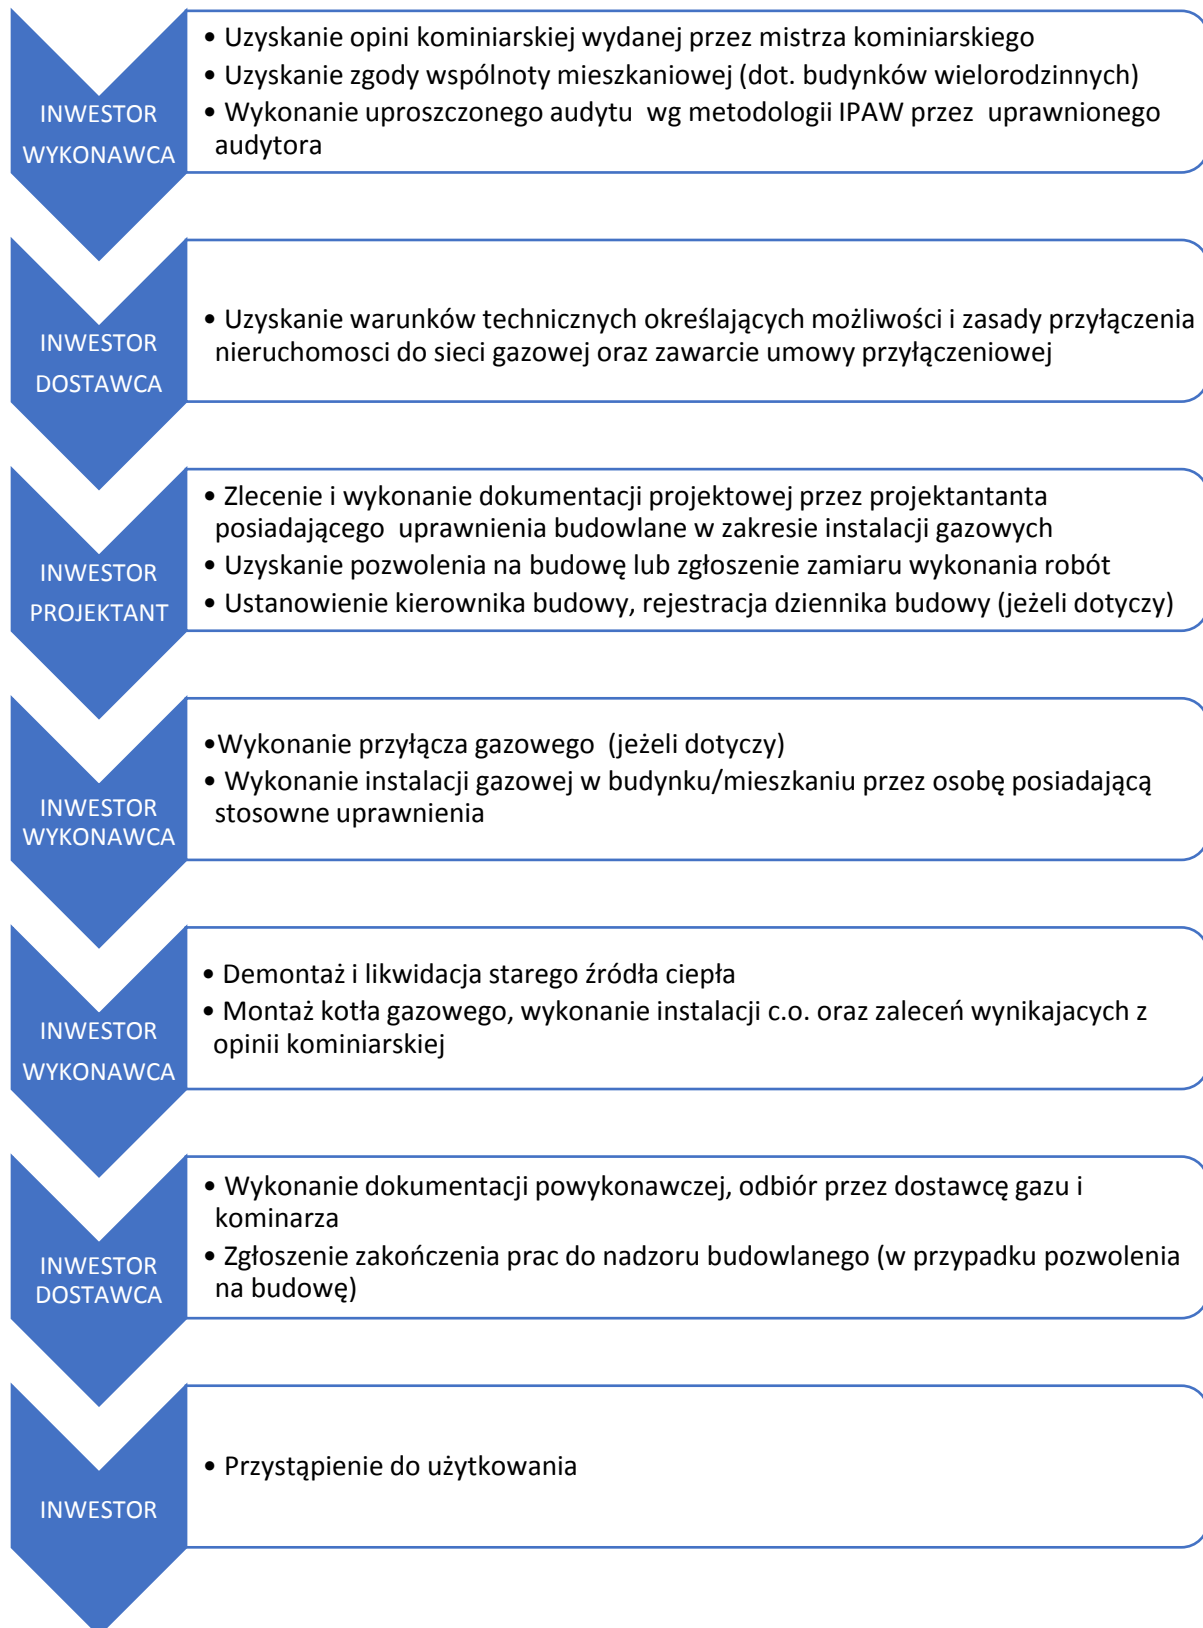 INWESTOR
WYKONAWCA
• Uzyskanie opini kominiarskiej wydanej przez mistrza kominiarskiego
• Uzyskanie zgody wspólnoty mieszkaniowej (dot. budynków wielorodzinnych)
• Wykonanie uproszczonego audytu wg metodologii IPAW przez uprawnionego
audytora
INWESTOR
DOSTAWCA
• Uzyskanie warunków technicznych określających możliwości i zasady przyłączenia
nieruchomosci do sieci gazowej oraz zawarcie umowy przyłączeniowej
INWESTOR
PROJEKTANT
• Zlecenie i wykonanie dokumentacji projektowej przez projektantanta
posiadającego uprawnienia budowlane w zakresie instalacji gazowych
• Uzyskanie pozwolenia na budowę lub zgłoszenie zamiaru wykonania robót
• Ustanowienie kierownika budowy, rejestracja dziennika budowy (jeżeli dotyczy)
INWESTOR
WYKONAWCA
•Wykonanie przyłącza gazowego (jeżeli dotyczy)
• Wykonanie instalacji gazowej w budynku/mieszkaniu przez osobę posiadającą
stosowne uprawnienia
INWESTOR
WYKONAWCA
• Demontaż i likwidacja starego źródła ciepła
• Montaż kotła gazowego, wykonanie instalacji c.o. oraz zaleceń wynikajacych z
opinii kominiarskiej
INWESTOR
DOSTAWCA
• Wykonanie dokumentacji powykonawczej, odbiór przez dostawcę gazu i
kominarza
• Zgłoszenie zakończenia prac do nadzoru budowlanego (w przypadku pozwolenia
na budowę)
INWESTOR
• Przystąpienie do użytkowania